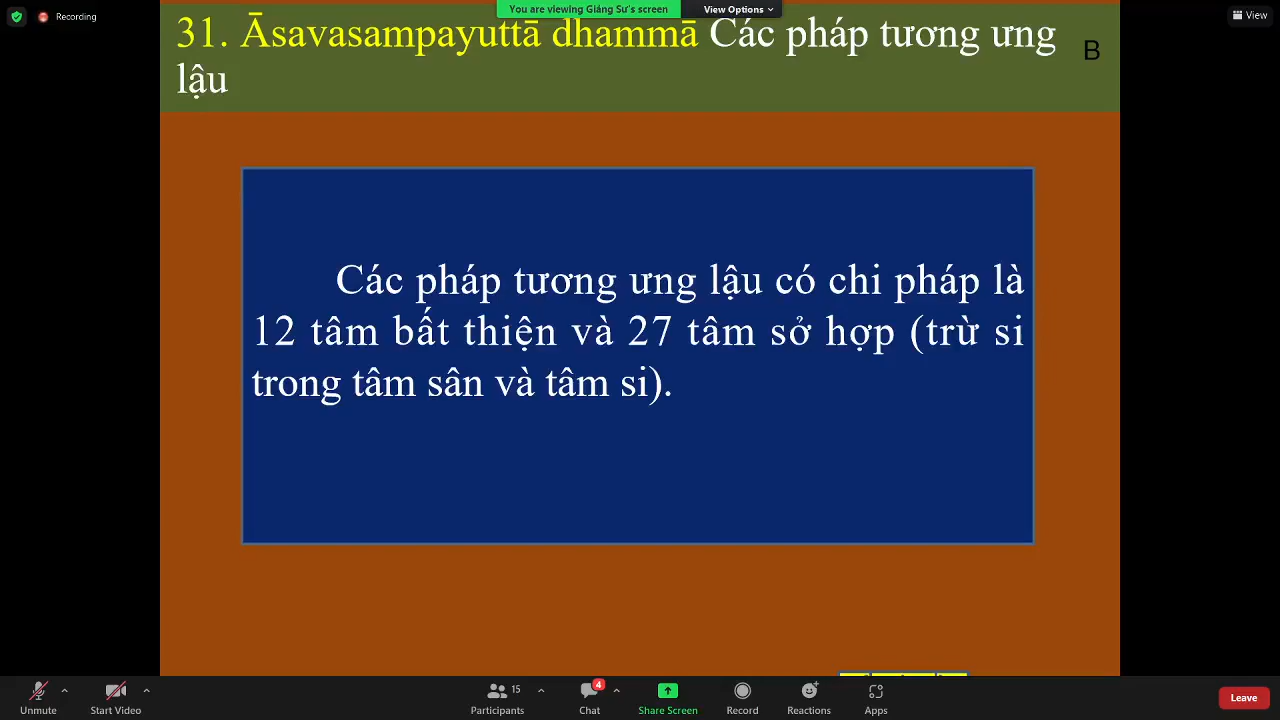 You are viewing Giảng Sư's screen
View Options
Recording
View
31. Āsavasampayuttā dhammā Các pháp tương ưng
lậu
B
Các pháp tương ưng lậu có chi pháp là
12 tâm bất thiện và 27 tâm sở hợp (trừ si
trong tâm sân và tâm si).
Unmute
Start Video
15
Participants
4
Chat
Share Screen
Record
Reactions
Apps
Leave